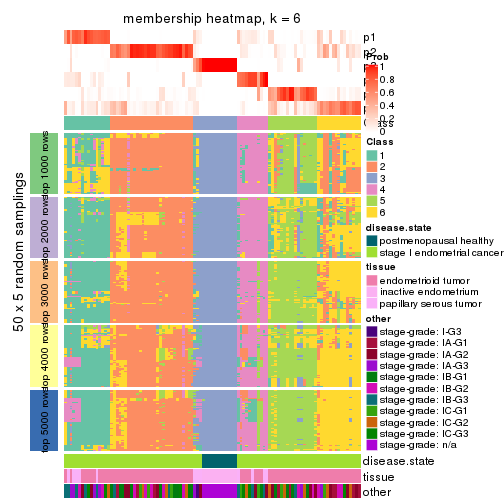 membership heatmap, k = 6
p1
p2
Prob
1
0.8
0.6
0.4
0.2
0
Class
1
2
3
4
5
6
disease.state
postmenopausal healthy
stage I endometrial cancer
tissue
endometrioid tumor
inactive endometrium
papillary serous tumor
other
stage-grade: I-G3
stage-grade: IA-G1
stage-grade: IA-G2
stage-grade: IA-G3
stage-grade: IB-G1
stage-grade: IB-G2
stage-grade: IB-G3
stage-grade: IC-G1
stage-grade: IC-G2
stage-grade: IC-G3
stage-grade: n/a
50 x 5 random samplings
top 1000 rows
top 2000 rows
top 3000 rows
top 4000 rows
top 5000 rows
disease.state
tissue
other